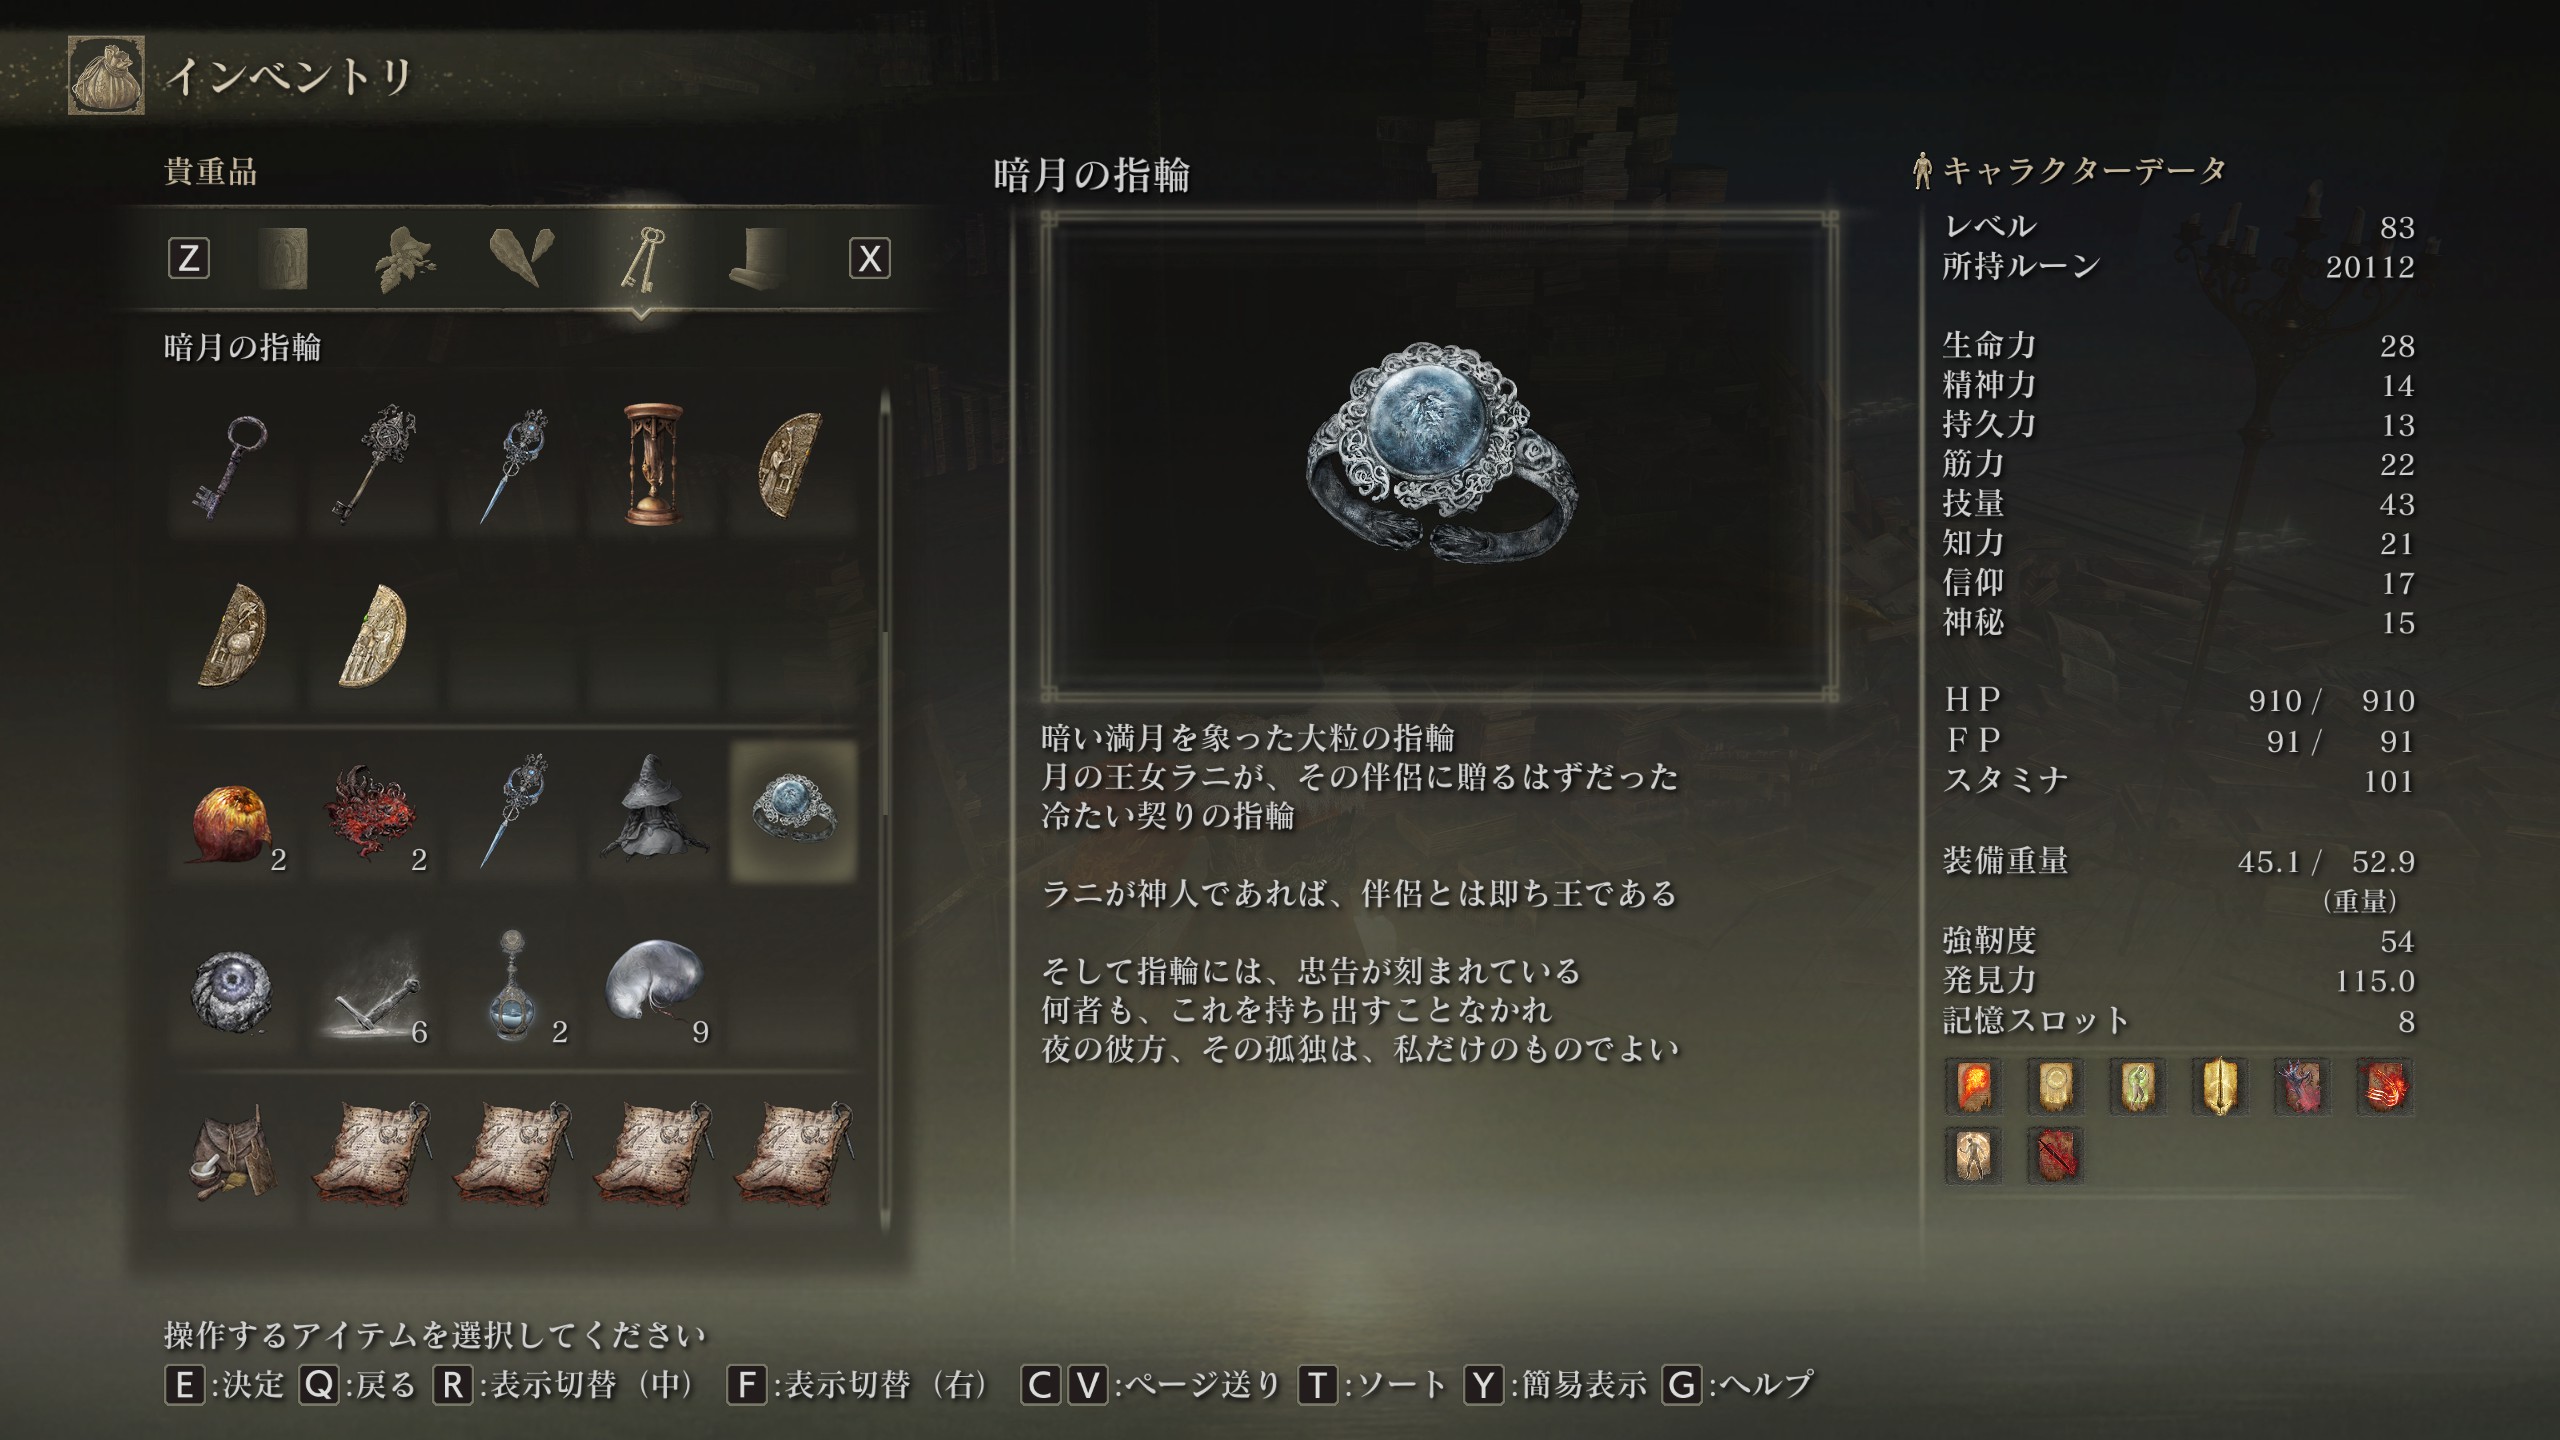 インベントリ
貴重品
Z
X
暗月の指輪
2
2
6
2
9
暗月の指輪
暗い満月を象った大粒の指輪
月の王女ラニが、その伴侶に贈るはずだった
冷たい契りの指輪
ラニが神人であれば、伴侶とは即ち王である
そして指輪には、忠告が刻まれている
何者も、これを持ち出すことなかれ
夜の彼方、その孤独は、私だけのものでよい
キャラクターデータ
レベル 83
所持ルーン 20112
生命力 28
精神力 14
持久力 13
筋力 22
技量 43
知力 21
信仰 17
神秘 15
ＨＰ 910 / 910
ＦＰ 91 / 91
スタミナ 101
装備重量 45.1 / 52.9
（重量）
強靭度 54
発見力 115.0
記憶スロット 8
操作するアイテムを選択してください
E:決定 Q:戻る R:表示切替（中） F:表示切替（右） C V:ページ送り T:ソート Y:簡易表示 G:ヘルプ